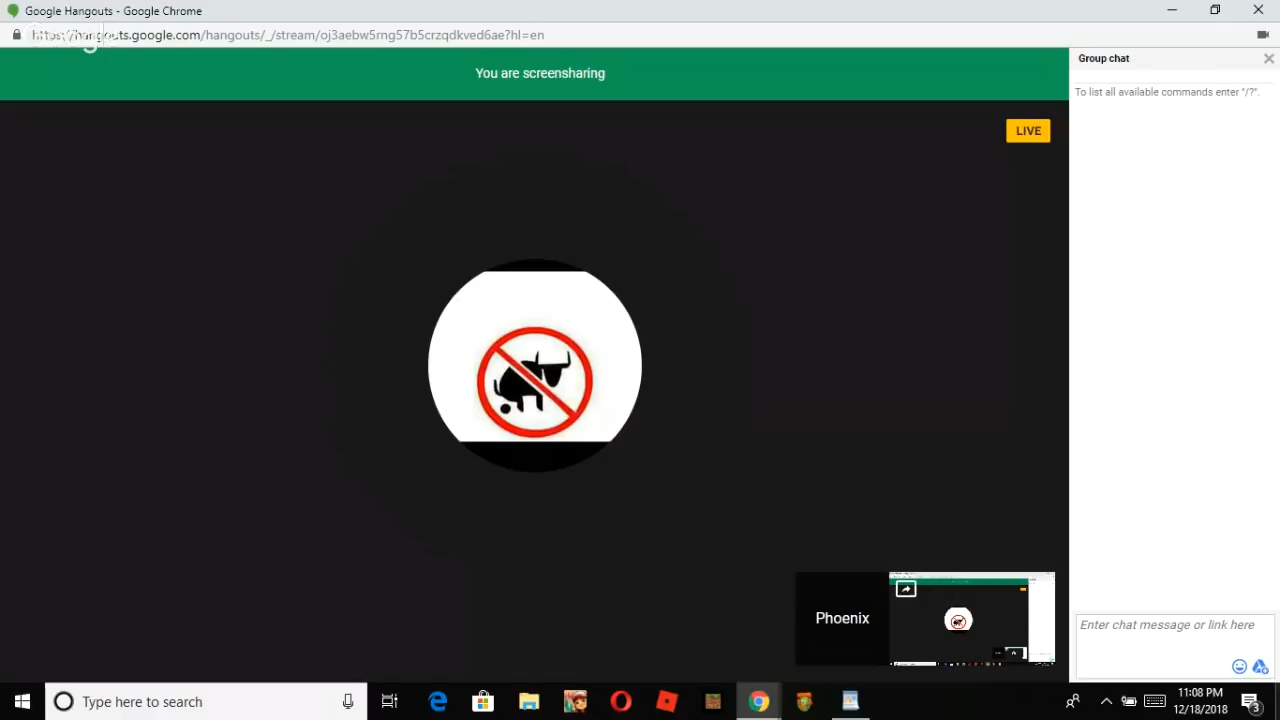 Google Hangouts - Google Chrome
https://hangouts.google.com/hangouts/_/stream/oj3aebw5rng57b5crzqdkved6ae?hl=en
You are screensharing
Group chat
To list all available commands enter "/?".
LIVE
Phoenix
Enter chat message or link here
Type here to search
11:08 PM
12/18/2018
3